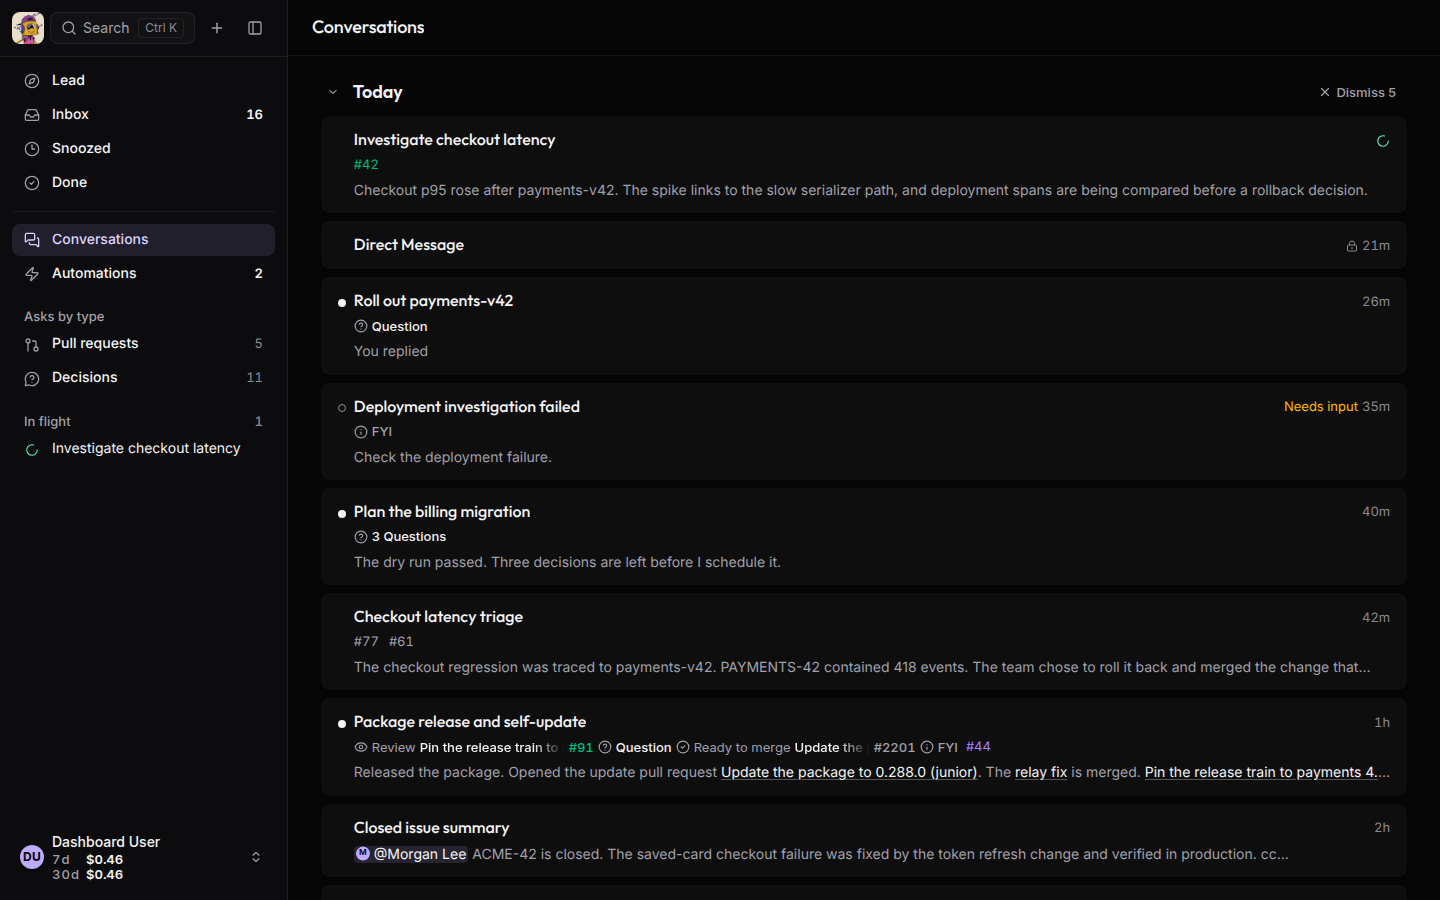 Search Ctrl K
Conversations
Lead
Inbox 16
Snoozed
Done
Conversations
Automations 2
Asks by type
Pull requests 5
Decisions 11
In flight 1
Investigate checkout latency
Dashboard User
DU
7d $0.46
30d $0.46
Today
Dismiss 5
Investigate checkout latency
#42
Checkout p95 rose after payments-v42. The spike links to the slow serializer path, and deployment spans are being compared before a rollback decision.
Direct Message 21m
Roll out payments-v42 26m
Question
You replied
Deployment investigation failed Needs input 35m
FYI
Check the deployment failure.
Plan the billing migration 40m
3 Questions
The dry run passed. Three decisions are left before I schedule it.
Checkout latency triage 42m
#77 #61
The checkout regression was traced to payments-v42. PAYMENTS-42 contained 418 events. The team chose to roll it back and merged the change that...
Package release and self-update 1h
Review Pin the release train to #91 Question Ready to merge Update the #2201 FYI #44
Released the package. Opened the update pull request Update the package to 0.288.0 (junior). The relay fix is merged. Pin the release train to payments 4....
Closed issue summary 2h
M @Morgan Lee ACME-42 is closed. The saved-card checkout failure was fixed by the token refresh change and verified in production. cc...